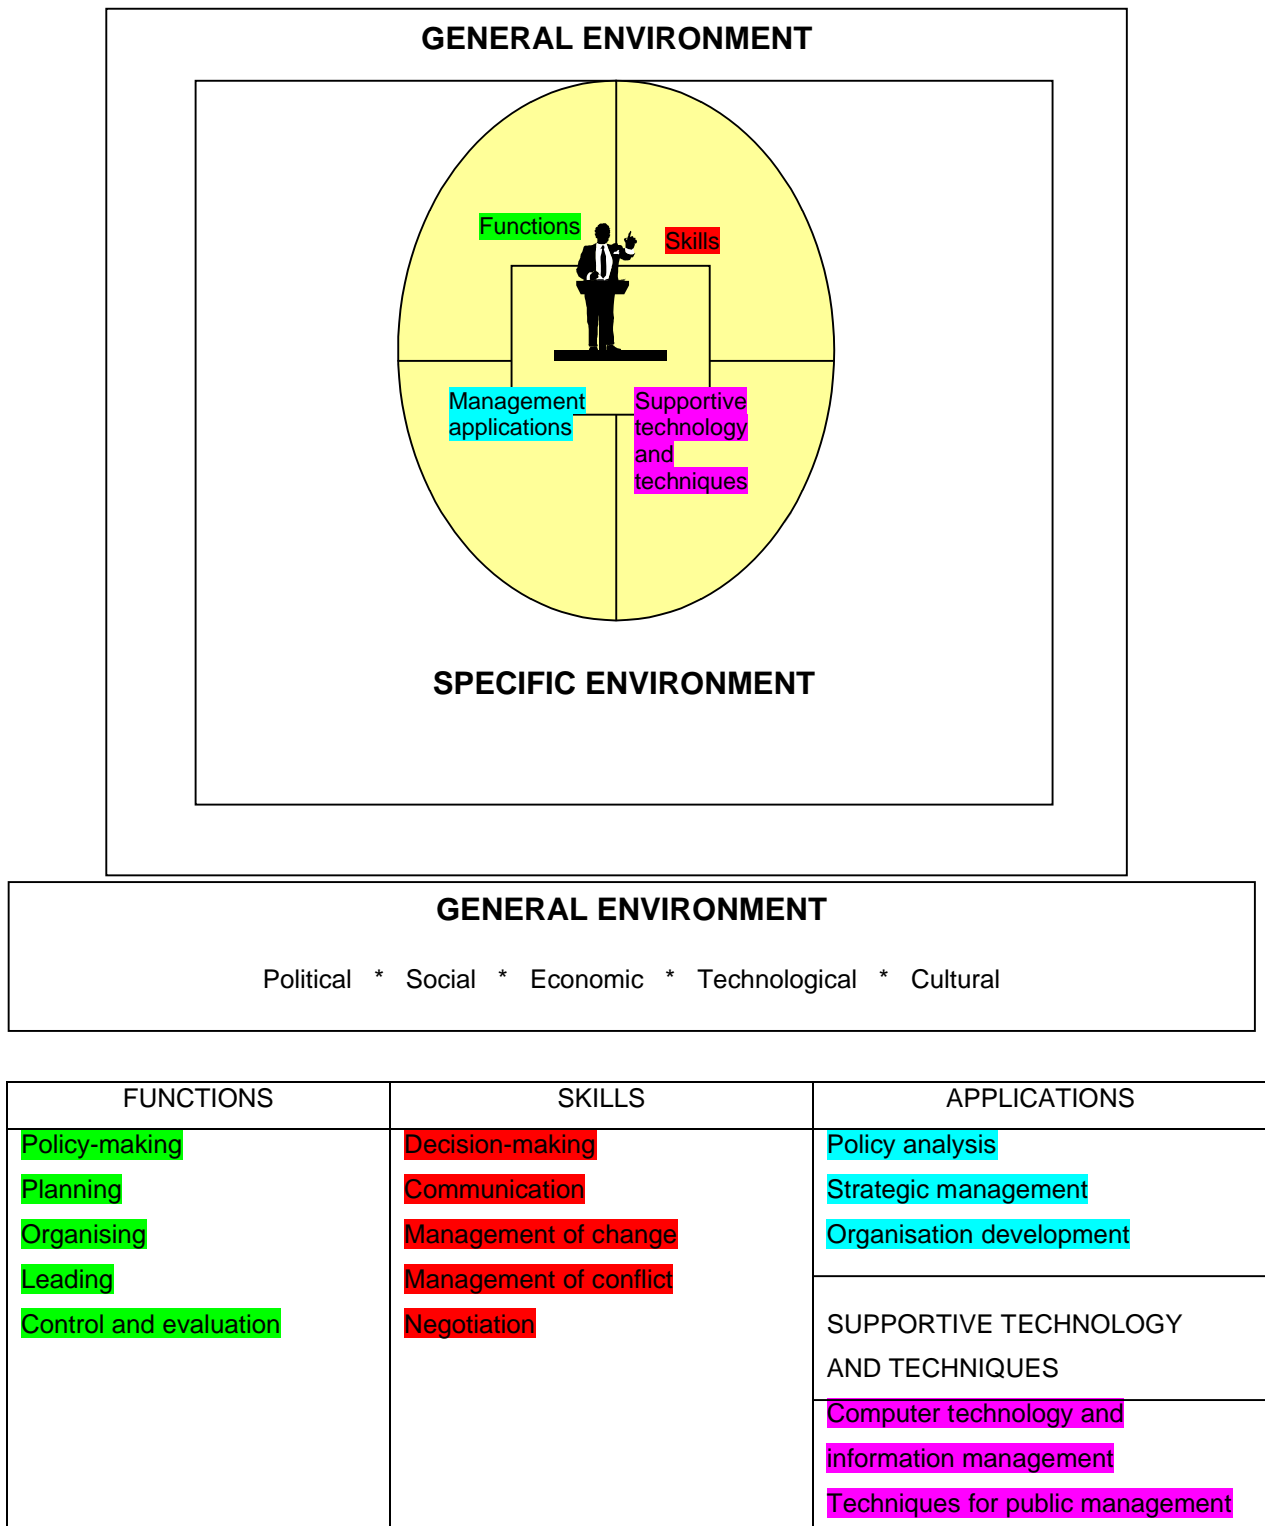 GENERAL ENVIRONMENT
Functions
Skills
Management
applications
Supportive
technology
and
techniques
SPECIFIC ENVIRONMENT
GENERAL ENVIRONMENT
Political * Social * Economic * Technological * Cultural
FUNCTIONS
Policy-making
Planning
Organising
Leading
Control and evaluation
SKILLS
Decision-making
Communication
Management of change
Management of conflict
Negotiation
APPLICATIONS
Policy analysis
Strategic management
Organisation development
SUPPORTIVE TECHNOLOGY
AND TECHNIQUES
Computer technology and
information management
Techniques for public management